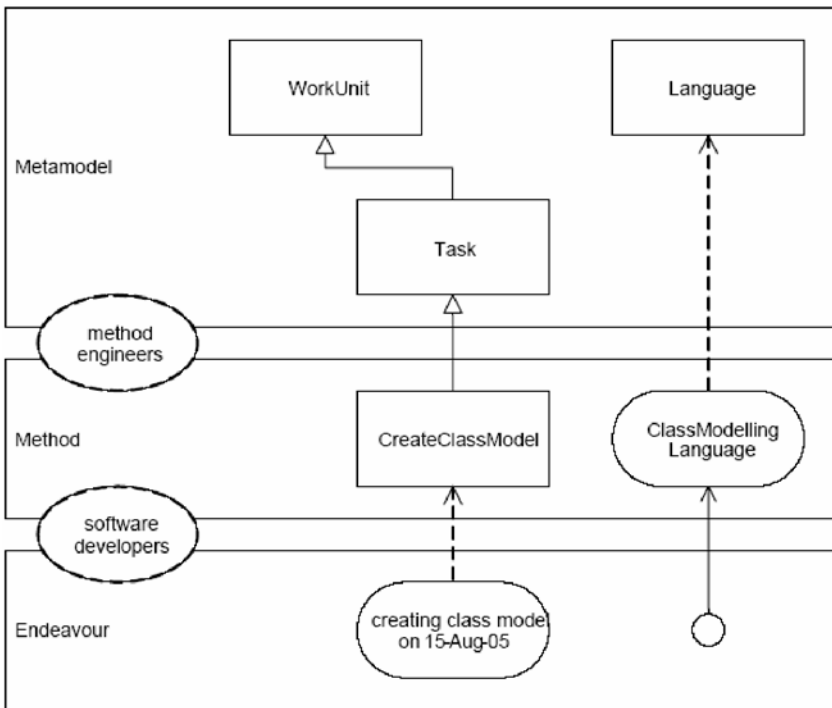 WorkUnit
Language
Metamodel
Task
method
engineers
Method
CreateClassModel
ClassModelling
Language
software
developers
Endeavour
creating class model
on 15-Aug-05